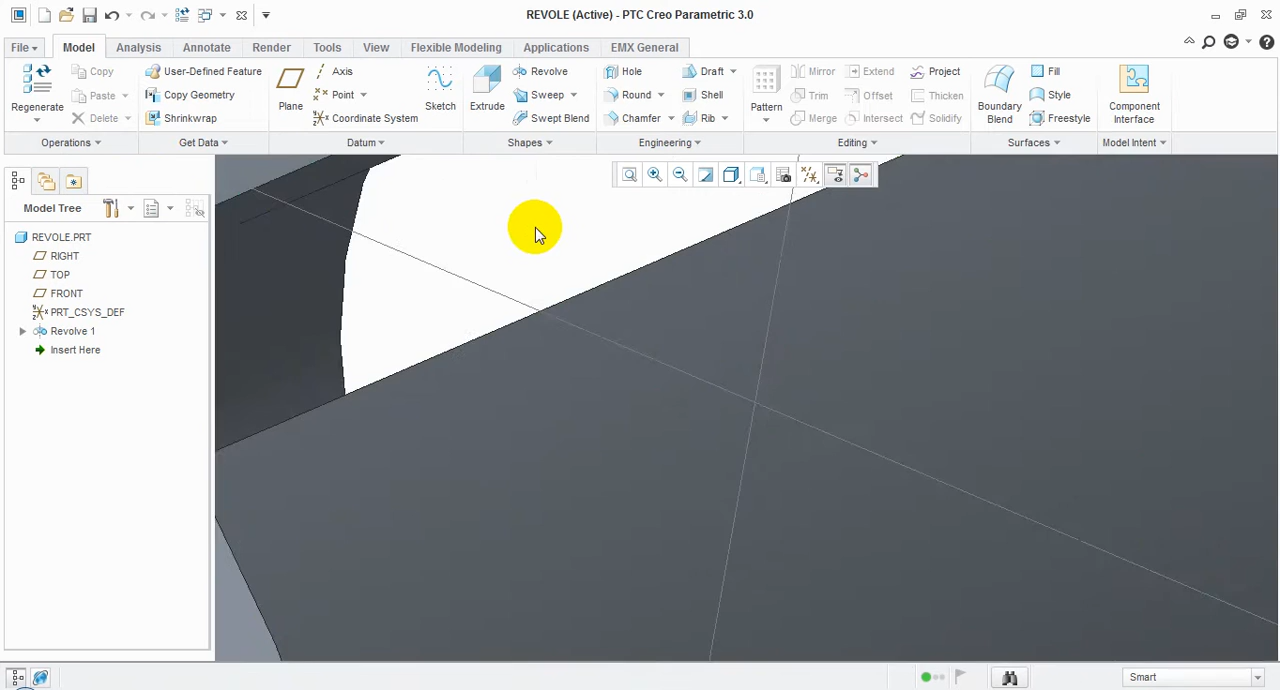 REVOLE (Active) - PTC Creo Parametric 3.0
File Model Analysis Annotate Render Tools View Flexible Modeling Applications EMX General
Regenerate
Copy
Paste
Delete
Operations
User-Defined Feature
Copy Geometry
Shrinkwrap
Get Data
Plane
Axis
Point
Coordinate System
Sketch
Datum
Extrude
Revolve
Sweep
Swept Blend
Shapes
Hole
Round
Chamfer
Draft
Shell
Rib
Engineering
Pattern
Mirror
Trim
Merge
Extend
Offset
Intersect
Project
Thicken
Solidify
Editing
Boundary
Blend
Fill
Style
Freestyle
Surfaces
Component
Interface
Model Intent
Model Tree
REVOLE.PRT
RIGHT
TOP
FRONT
PRT_CSYS_DEF
Revolve 1
Insert Here
Smart